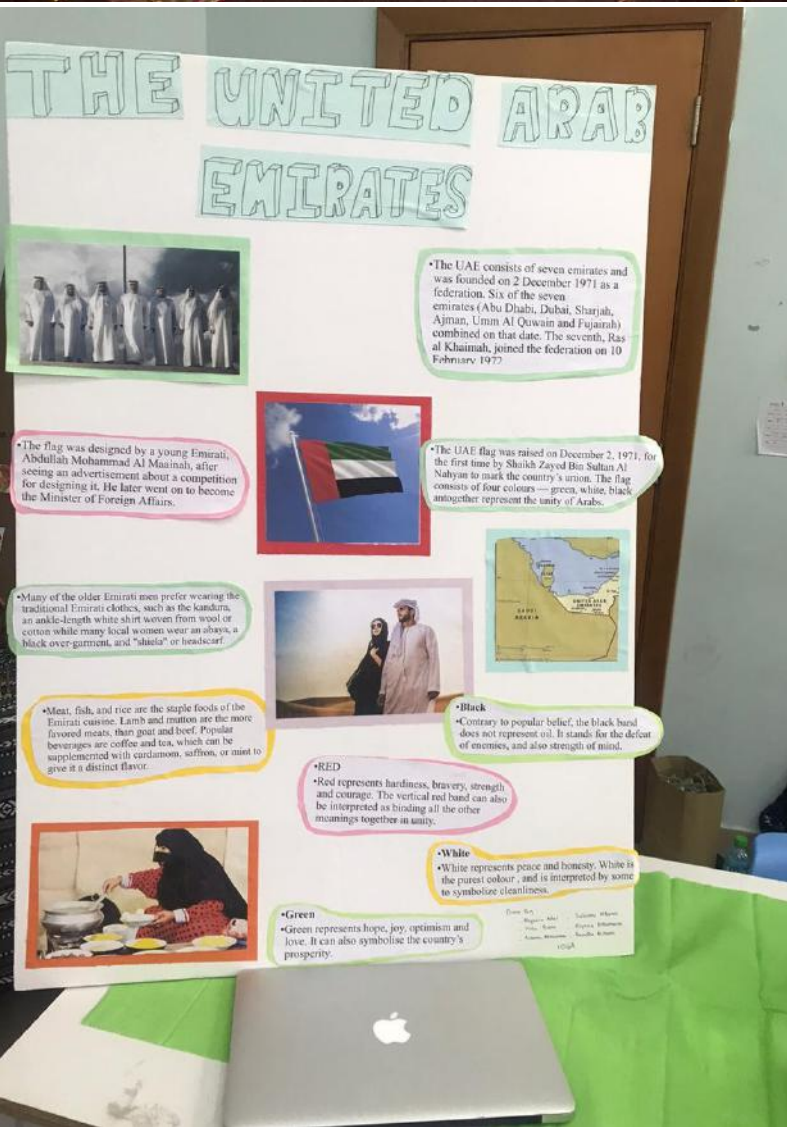 THE UNITED ARAB
EMIRATES
•The UAE consists of seven emirates and
was founded on 2 December 1971 as a
federation. Six of the seven
emirates (Abu Dhabi, Dubai, Sharjah,
Ajman, Umm Al Quwain and Fujairah)
combined on that date. The seventh, Ras
al Khaimah, joined the federation on 10
February 1972
•The flag was designed by a young Emirati,
Abdullah Mohammad Al Maainah, after
seeing an advertisement about a competition
for designing it. He later went on to become
the Minister of Foreign Affairs.
•The UAE flag was raised on December 2, 1971, for
the first time by Shaikh Zayed Bin Sultan Al
Nahyan to mark the country's union. The flag
consists of four colours — green, white, black
antogether represent the unity of Arabs.
SAUDI
ARABIA
UNITED ARAB
EMIRATES
•Many of the older Emirati men prefer wearing the
traditional Emirati clothes, such as the kandura,
an ankle-length white shirt woven from wool or
cotton while many local women wear an abaya, a
black over-garment, and "shiela" or headscarf
•Meat, fish, and rice are the staple foods of the
Emirati cuisine. Lamb and mutton are the more
favored meats, than goat and beef. Popular
beverages are coffee and tea, which can be
supplemented with cardamom, saffron, or mint to
give it a distinct flavor.
•Black
•Contrary to popular belief, the black band
does not represent oil. It stands for the defeat
of enemies, and also strength of mind.
•RED
•Red represents hardiness, bravery, strength
and courage. The vertical red band can also
be interpreted as binding all the other
meanings together in unity.
•White
•White represents peace and honesty. White is
the purest colour , and is interpreted by some
to symbolize cleanliness.
•Green
•Green represents hope, joy, optimism and
love. It can also symbolise the country's
prosperity.